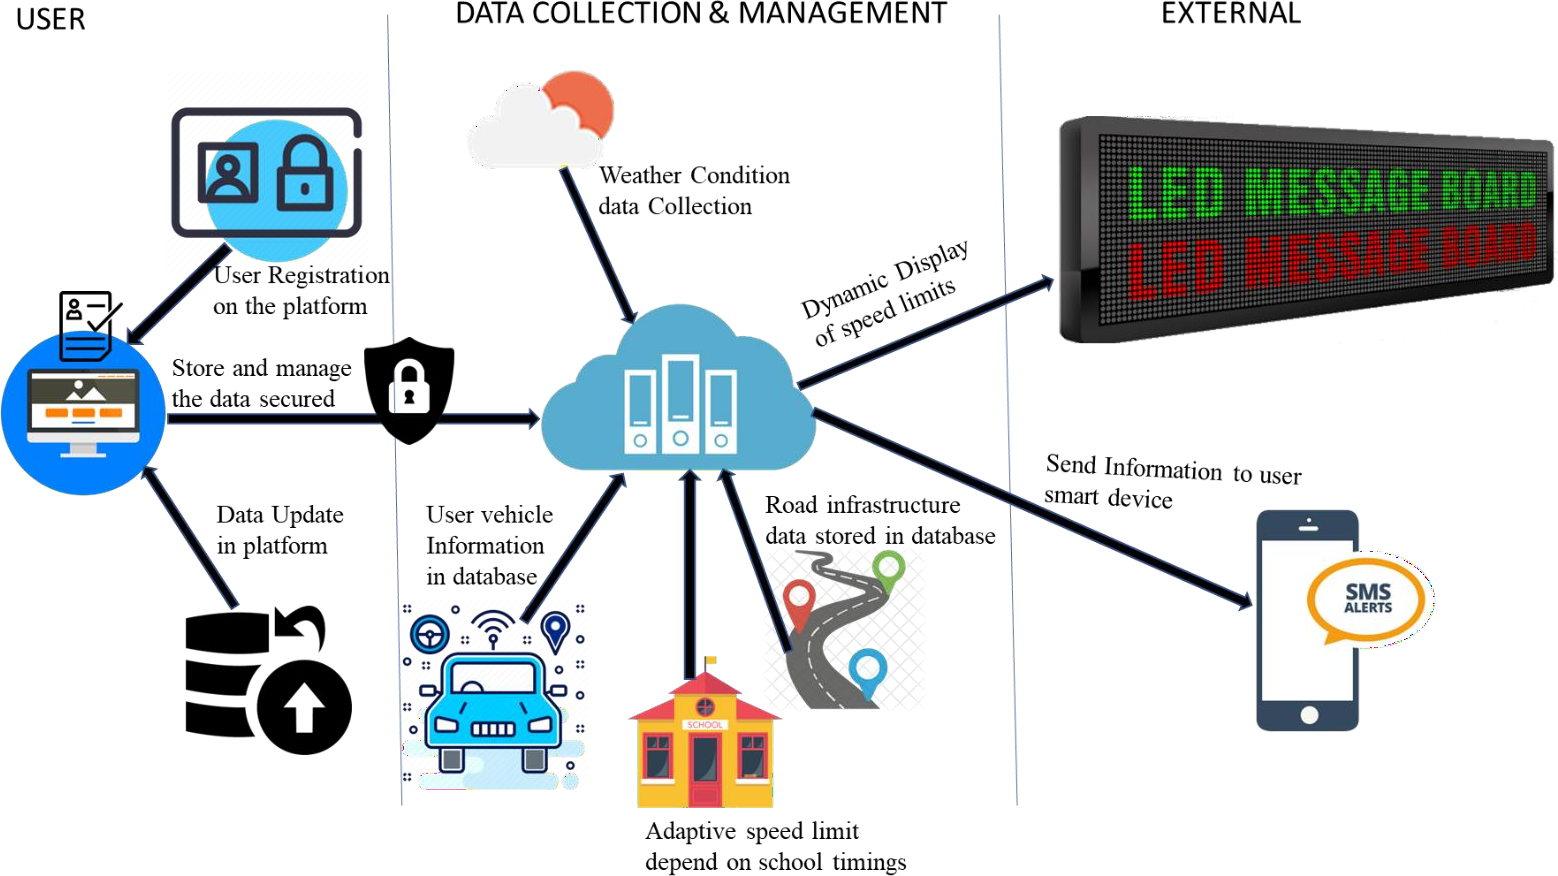 USER
DATA COLLECTION & MANAGEMENT
EXTERNAL
Weather Condition
data Collection
LED MESSAGE BOARD
LED MESSAGE BOARD
User Registration
on the platform
Dynamic Display
of speed limits
Store and manage
the data secured
Send Information to user
smart device
Data Update
in platform
User vehicle
Information
in database
Road infrastructure
data stored in database
SMS
ALERTS
SCHOOL
Adaptive speed limit
depend on school timings